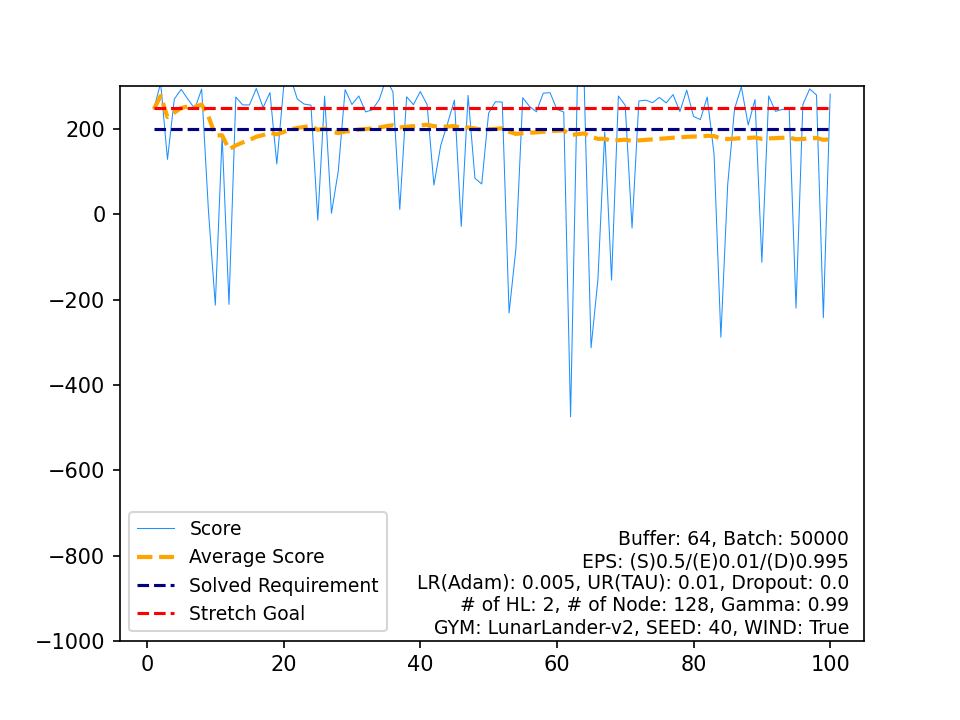 200
0
−200
−400
−600
−800
−1000
0
20
40
60
80
100
Score
Average Score
Solved Requirement
Stretch Goal
Buffer: 64, Batch: 50000
EPS: (S)0.5/(E)0.01/(D)0.995
LR(Adam): 0.005, UR(TAU): 0.01, Dropout: 0.0
# of HL: 2, # of Node: 128, Gamma: 0.99
GYM: LunarLander-v2, SEED: 40, WIND: True